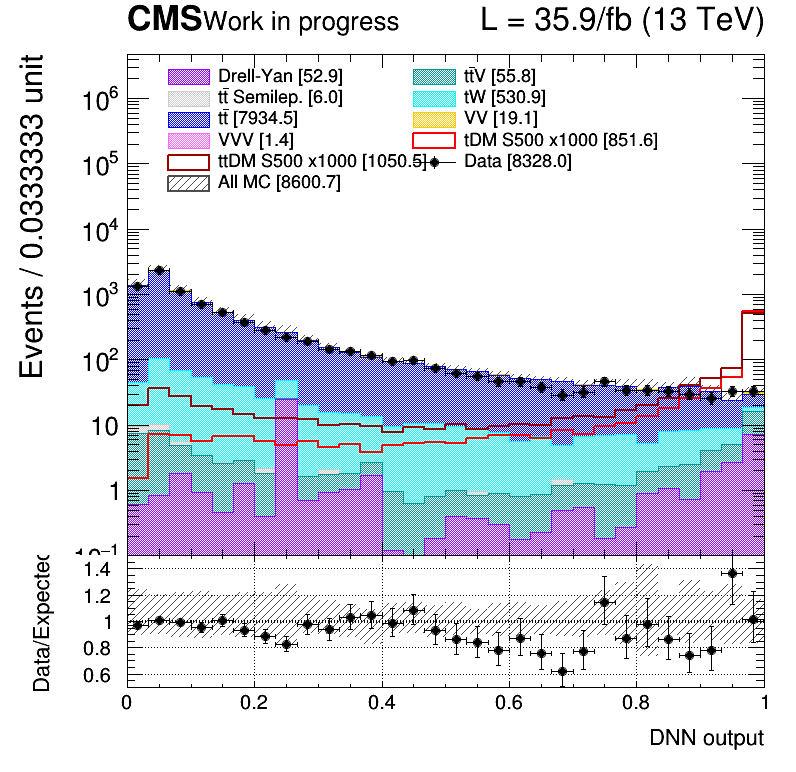 CMS Work in progress L = 35.9/fb (13 TeV)
Drell-Yan [52.9] tt̄V [55.8]
tt̄ Semilep. [6.0] tW [530.9]
tt̄ [7934.5] VV [19.1]
VVV [1.4] tDM S500 x1000 [851.6]
ttDM S500 x1000 [1050.5] Data [8328.0]
All MC [8600.7]
Events / 0.0333333 unit
10⁶
10⁵
10⁴
10³
10²
10
1
10⁻¹
Data/Expected
1.4
1.2
1
0.8
0.6
0 0.2 0.4 0.6 0.8 1
DNN output